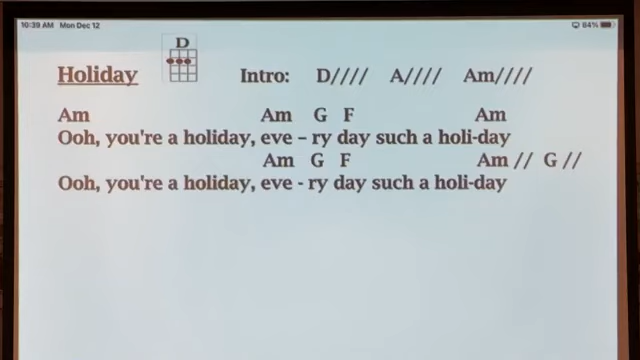 10:39 AM Mon Dec 12
84%
D
Holiday Intro: D//// A//// Am////
Am Am G F Am
Ooh, you're a holiday, eve – ry day such a holi-day
Am G F Am // G //
Ooh, you're a holiday, eve - ry day such a holi-day